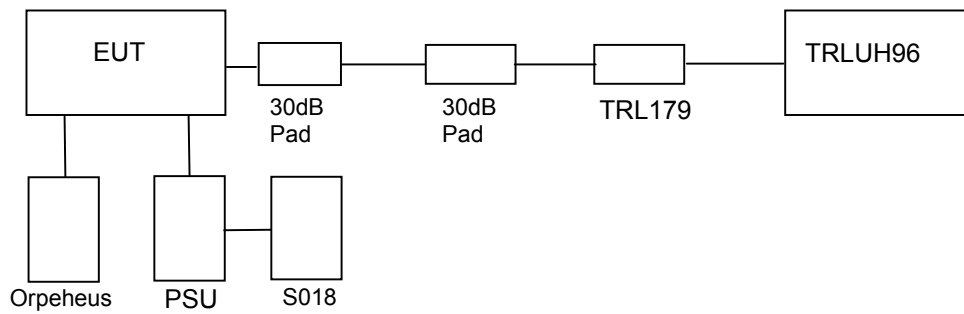 EUT
TRLUH96
30dB
Pad
30dB
Pad
TRL179
Orpeheus
PSU
S018